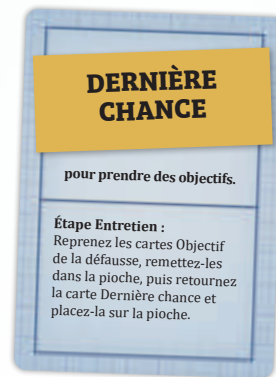 DERNIÈRE
CHANCE
pour prendre des objectifs.
Étape Entretien :
Reprenez les cartes Objectif
de la défausse, remettez-les
dans la pioche, puis retournez
la carte Dernière chance et
placez-la sur la pioche.